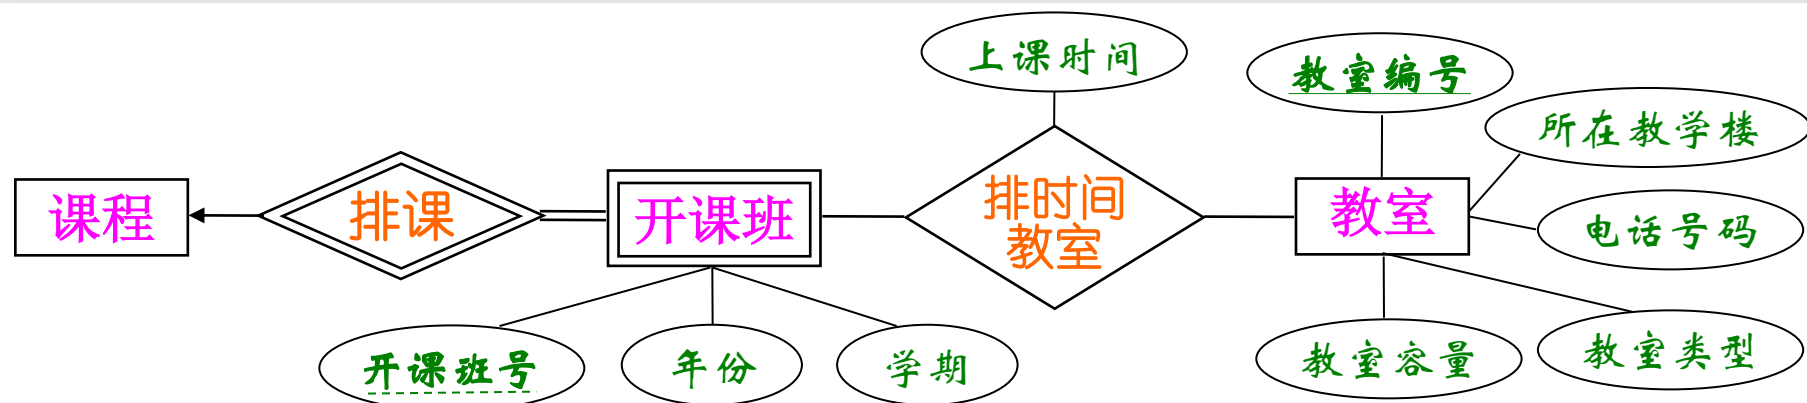 上课时间
教室编号
所在教学楼
课程
排课
开课班
排时间
教室
教室
电话号码
开课班号
年份
学期
教室容量
教室类型